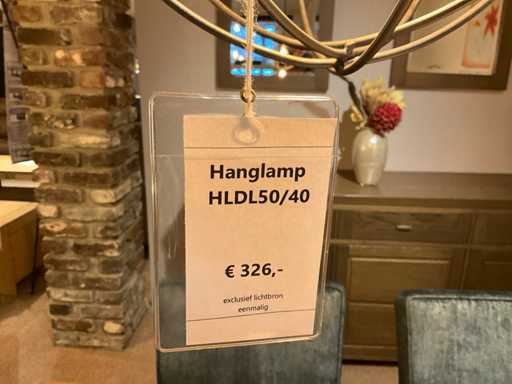 Hanglamp
HLDL50/40
€ 326,-
exclusief lichtbron
eenmalig